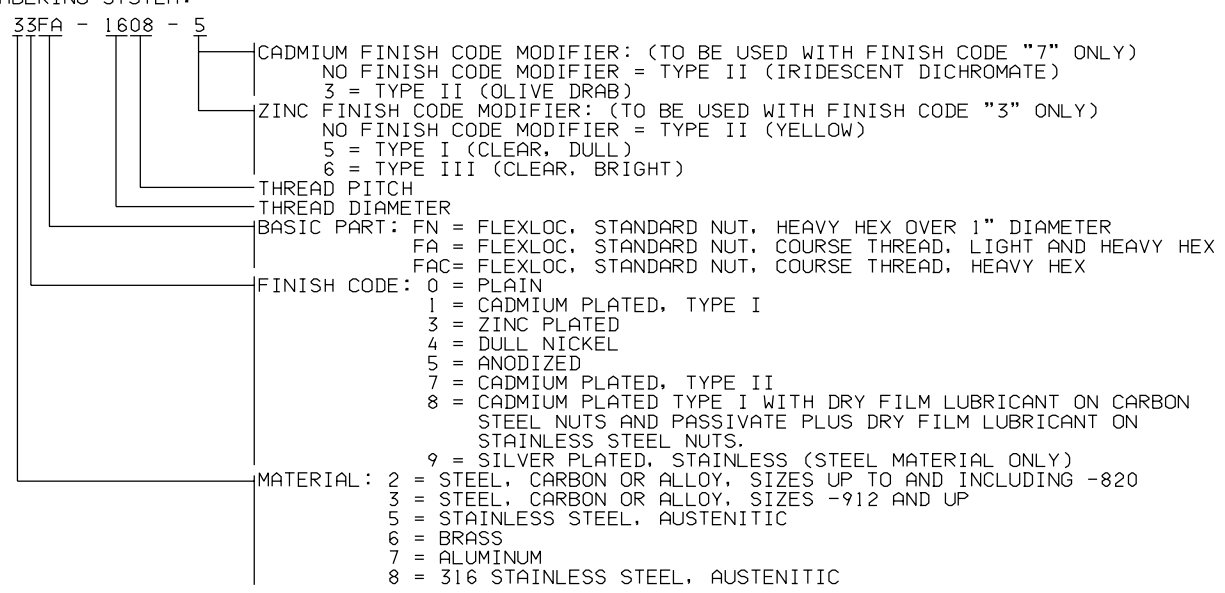 33FA - 1608 - 5
CADMIUM FINISH CODE MODIFIER: (TO BE USED WITH FINISH CODE "7" ONLY)
NO FINISH CODE MODIFIER = TYPE II (IRIDESCENT DICHROMATE)
3 = TYPE II (OLIVE DRAB)
ZINC FINISH CODE MODIFIER: (TO BE USED WITH FINISH CODE "3" ONLY)
NO FINISH CODE MODIFIER = TYPE II (YELLOW)
5 = TYPE I (CLEAR, DULL)
6 = TYPE III (CLEAR, BRIGHT)
THREAD PITCH
THREAD DIAMETER
BASIC PART: FN = FLEXLOC, STANDARD NUT, HEAVY HEX OVER 1" DIAMETER
FA = FLEXLOC, STANDARD NUT, COURSE THREAD, LIGHT AND HEAVY HEX
FAC= FLEXLOC, STANDARD NUT, COURSE THREAD, HEAVY HEX
FINISH CODE: 0 = PLAIN
1 = CADMIUM PLATED, TYPE I
3 = ZINC PLATED
4 = DULL NICKEL
5 = ANODIZED
7 = CADMIUM PLATED, TYPE II
8 = CADMIUM PLATED TYPE I WITH DRY FILM LUBRICANT ON CARBON
STEEL NUTS AND PASSIVATE PLUS DRY FILM LUBRICANT ON
STAINLESS STEEL NUTS.
9 = SILVER PLATED, STAINLESS (STEEL MATERIAL ONLY)
MATERIAL: 2 = STEEL, CARBON OR ALLOY, SIZES UP TO AND INCLUDING -820
3 = STEEL, CARBON OR ALLOY, SIZES -912 AND UP
5 = STAINLESS STEEL, AUSTENITIC
6 = BRASS
7 = ALUMINUM
8 = 316 STAINLESS STEEL, AUSTENITIC